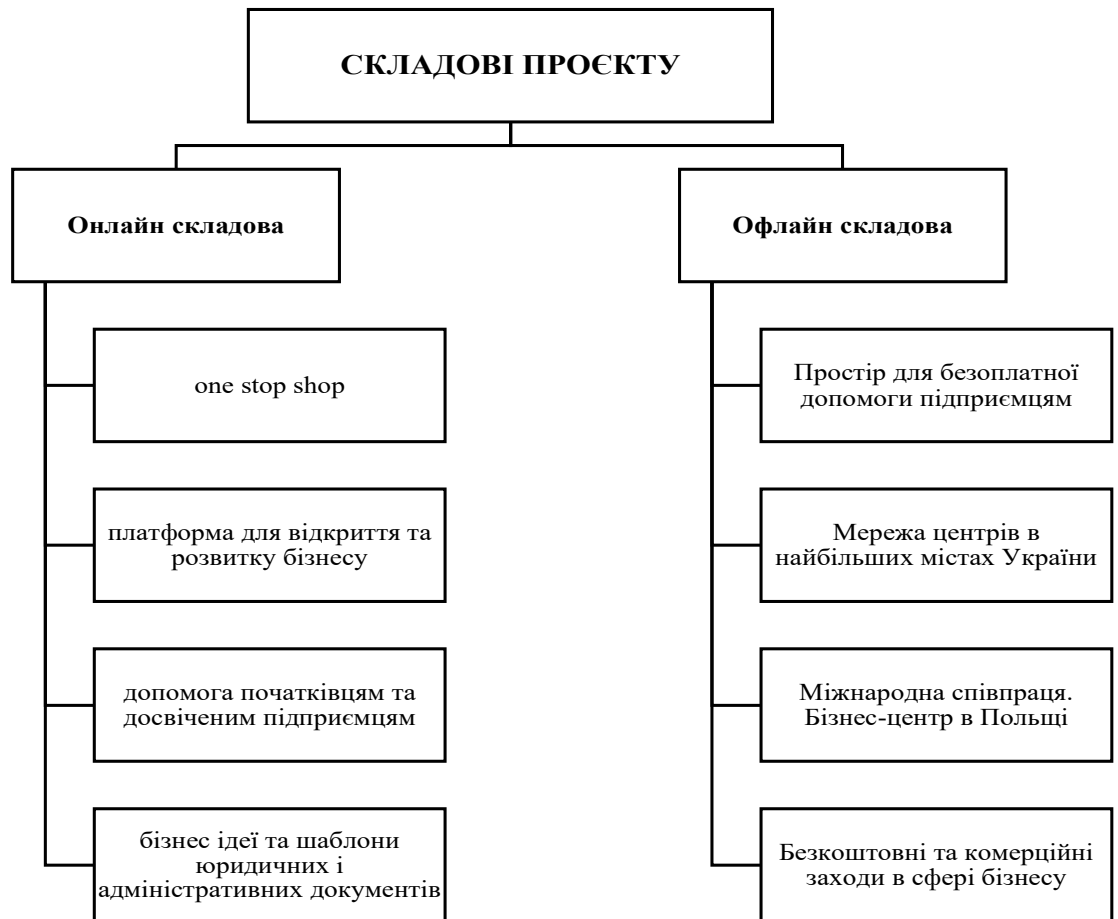 СКЛАДОВІ ПРОЄКТУ
Онлайн складова
one stop shop
платформа для відкриття та
розвитку бізнесу
допомога початківцям та
досвіченим підприємцям
бізнес ідеї та шаблони
юридичних і
адміністративних документів
Офлайн складова
Простір для безоплатної
допомоги підприємцям
Мережа центрів в
найбільших містах України
Міжнародна співпраця.
Бізнес-центр в Польщі
Безкоштовні та комерційні
заходи в сфері бізнесу